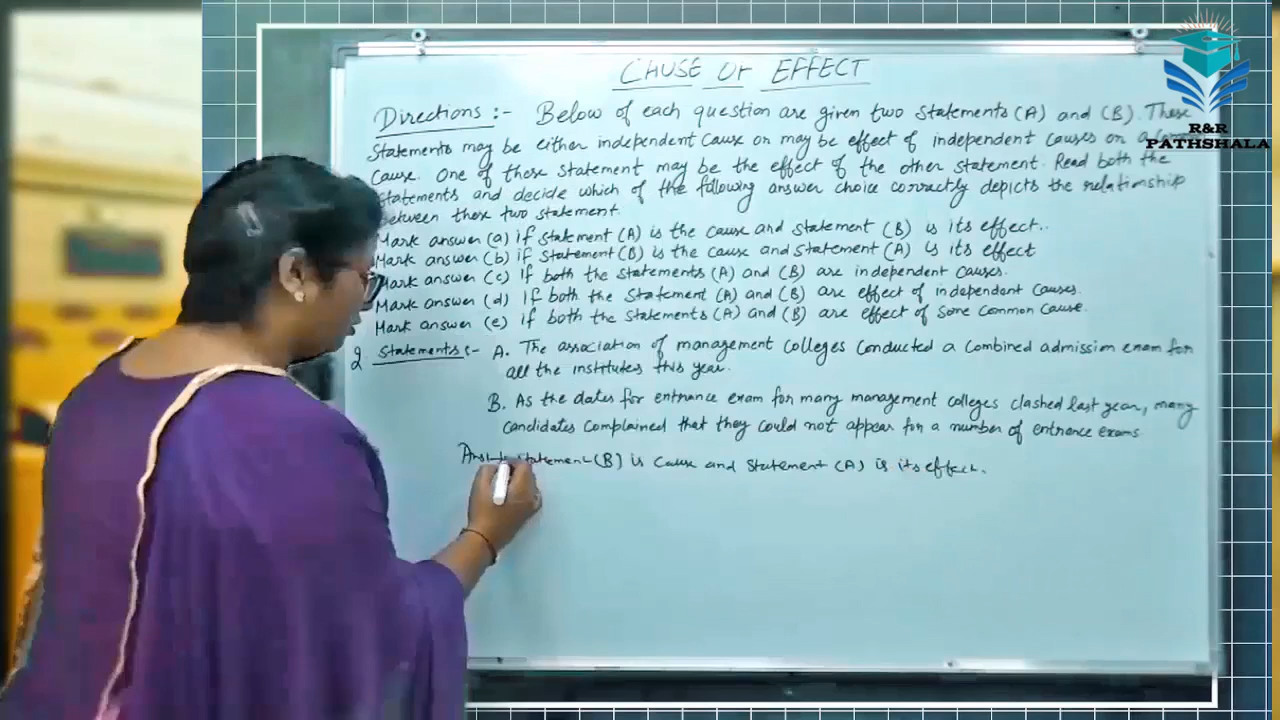 CAUSE OF EFFECT
Directions :- Below of each question are given two statements (A) and (B). These
statements may be either independent cause or may be effect of independent causes or a
cause. One of these statement may be the effect of the other statement. Read both the
statements and decide which of the following answer choice correctly depicts the relationship
between these two statement.
Mark answer (a) if statement (A) is the cause and statement (B) is its effect.
Mark answer (b) if statement (B) is the cause and statement (A) is its effect
Mark answer (c) if both the statements (A) and (B) are independent causes.
Mark answer (d) if both the statement (A) and (B) are effect of independent causes.
Mark answer (e) if both the statements (A) and (B) are effect of some common cause.
2 Statements :- A. The association of management colleges conducted a combined admission exam for
all the institutes this year.
B. As the dates for entrance exam for many management colleges clashed last year, many
candidates complained that they could not appear for a number of entrance exams
statement (B) is cause and statement (A) is its effect.
R&R
PATHSHALA